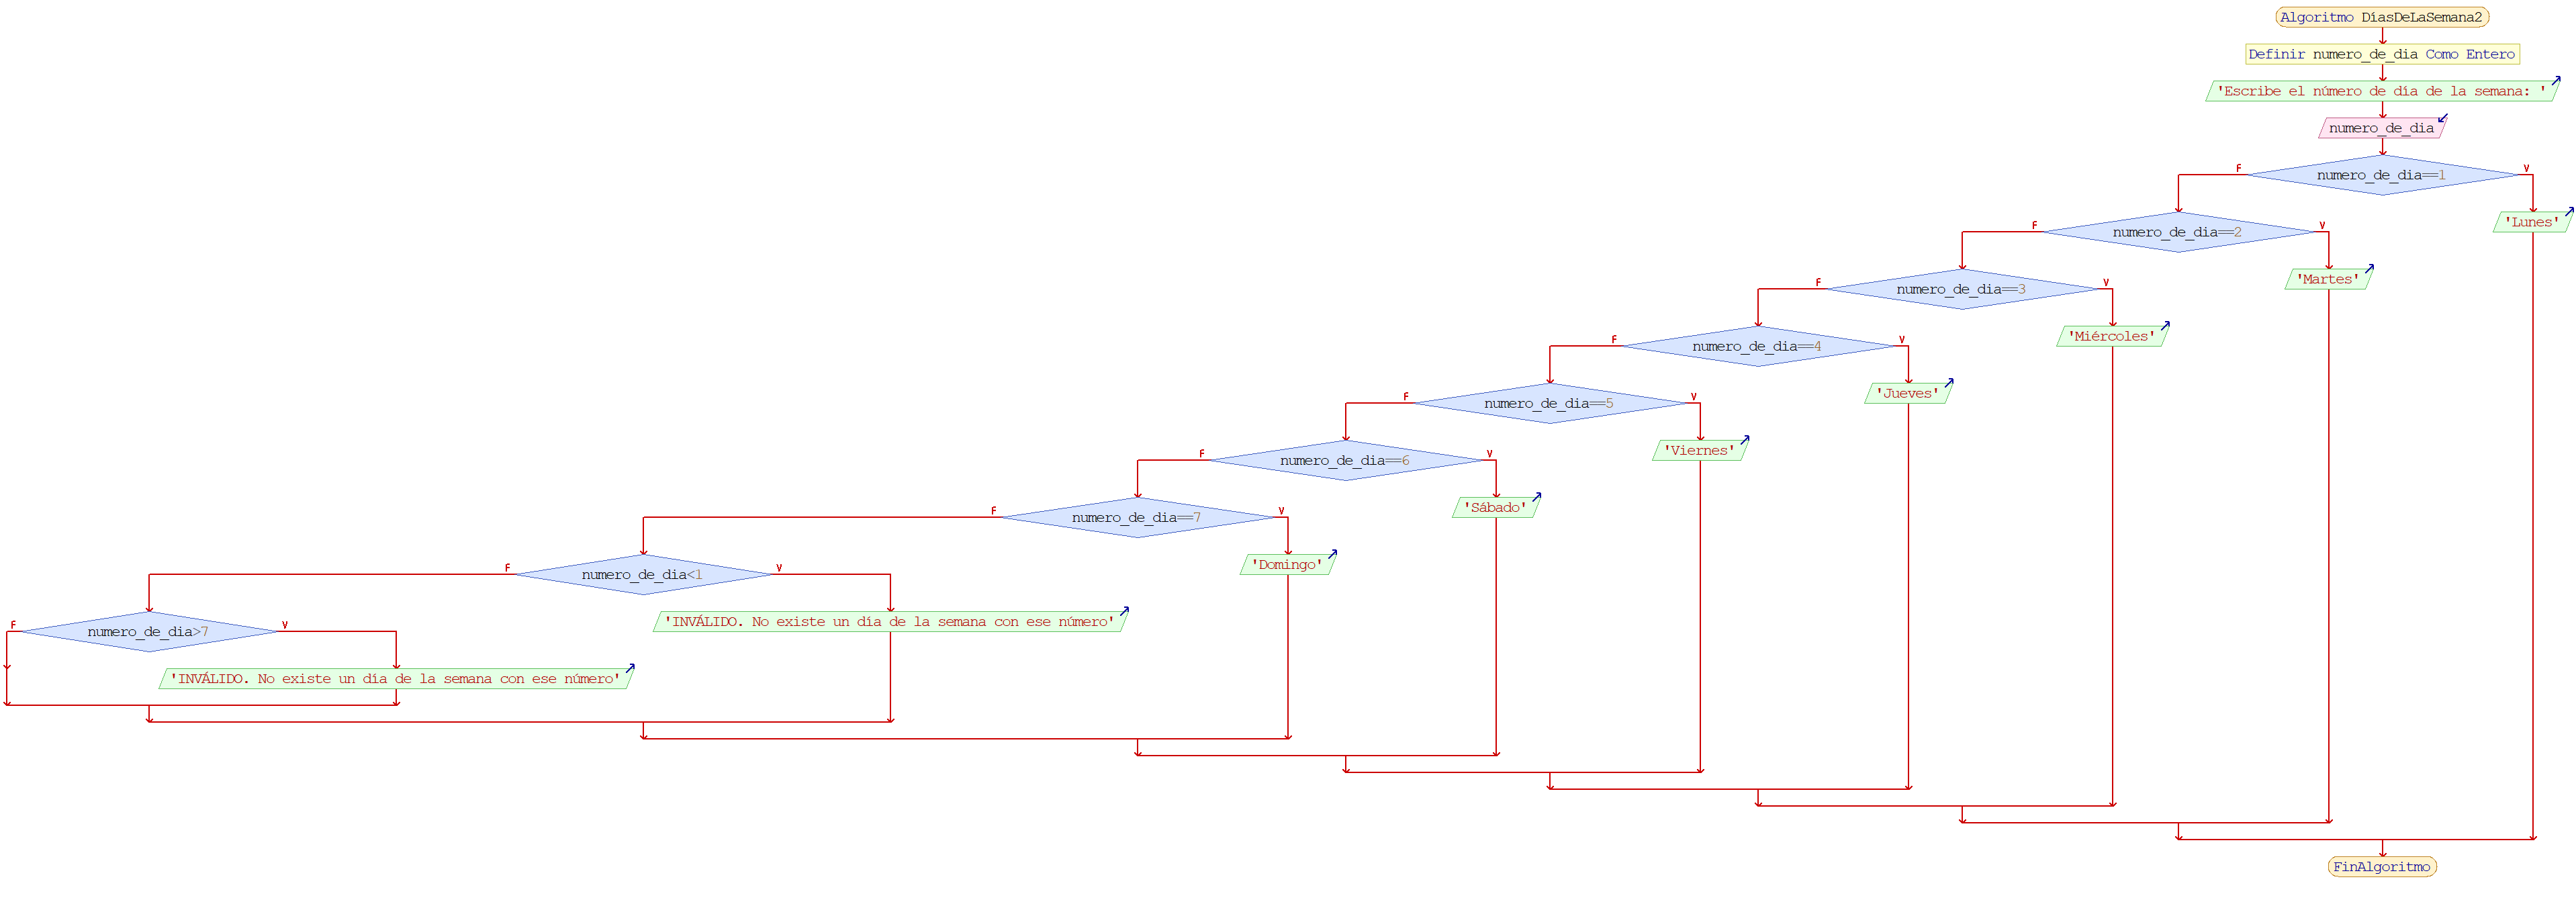 Algoritmo DíasDeLaSemana2
Definir numero_de_dia Como Entero
'Escribe el número de día de la semana: '
numero_de_dia
numero_de_dia==1
F
V
'Lunes'
numero_de_dia==2
F
V
'Martes'
numero_de_dia==3
F
V
'Miércoles'
numero_de_dia==4
F
V
'Jueves'
numero_de_dia==5
F
V
'Viernes'
numero_de_dia==6
F
V
'Sábado'
numero_de_dia==7
F
V
'Domingo'
numero_de_dia<1
F
V
'INVÁLIDO. No existe un día de la semana con ese número'
numero_de_dia>7
F
V
'INVÁLIDO. No existe un día de la semana con ese número'
FinAlgoritmo